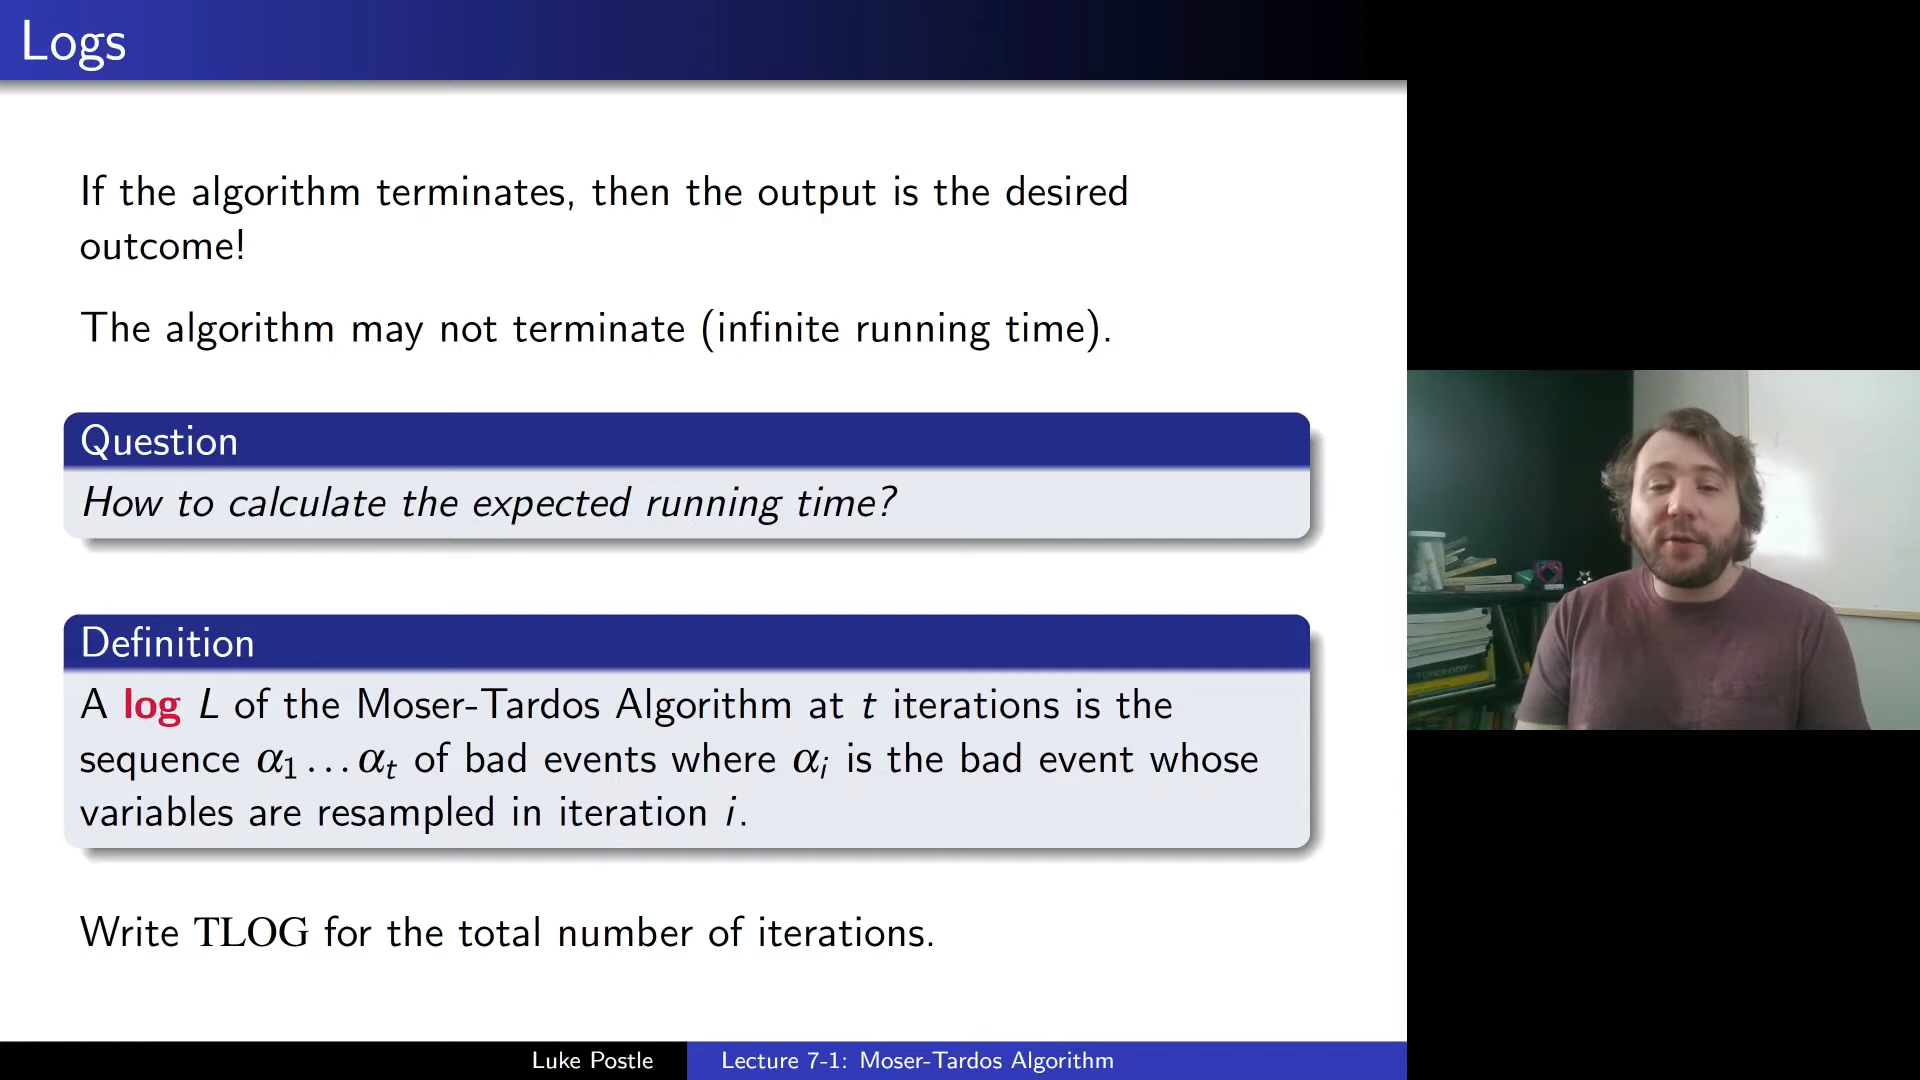 Logs
If the algorithm terminates, then the output is the desired
outcome!
The algorithm may not terminate (infinite running time).
Question
How to calculate the expected running time?
Definition
A log L of the Moser-Tardos Algorithm at t iterations is the
sequence α₁…αₜ of bad events where αᵢ is the bad event whose
variables are resampled in iteration i.
Write TLOG for the total number of iterations.
Luke Postle
Lecture 7-1: Moser-Tardos Algorithm